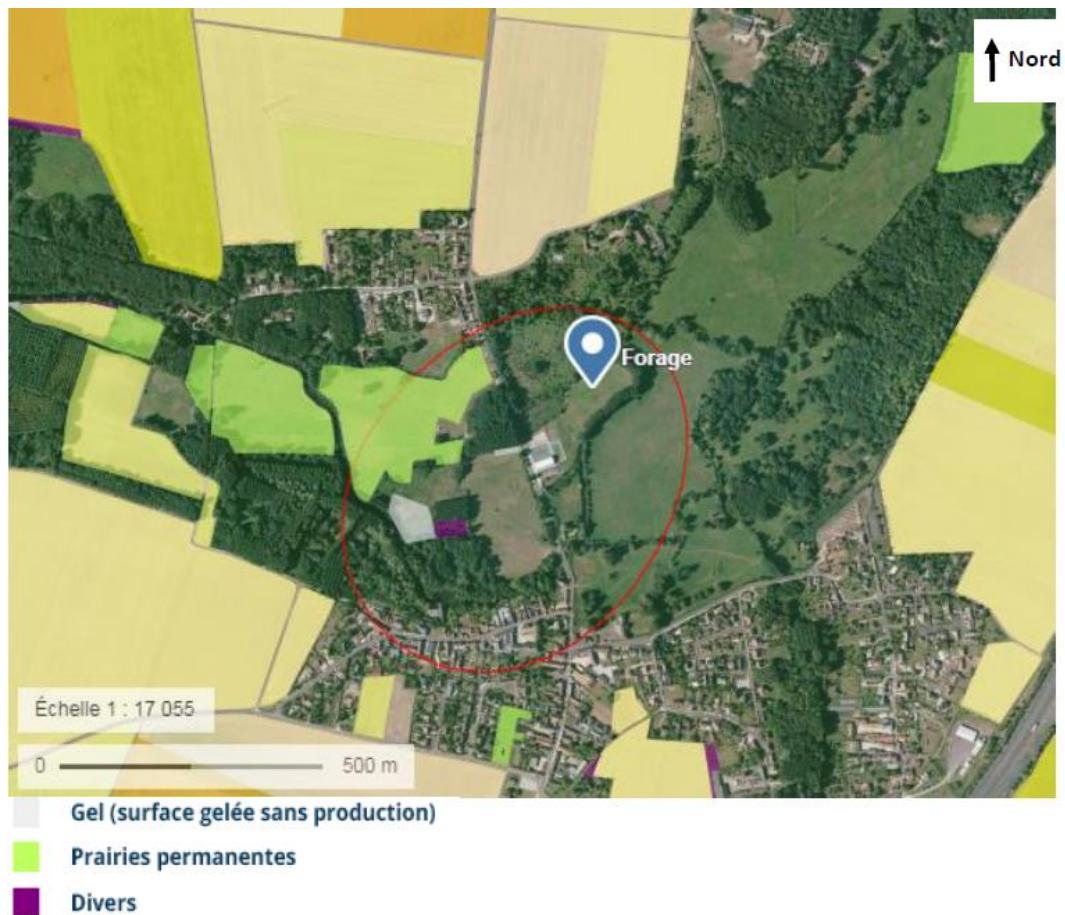 Nord
Forage
Échelle 1 : 17 055
0 500 m
Gel (surface gelée sans production)
Prairies permanentes
Divers